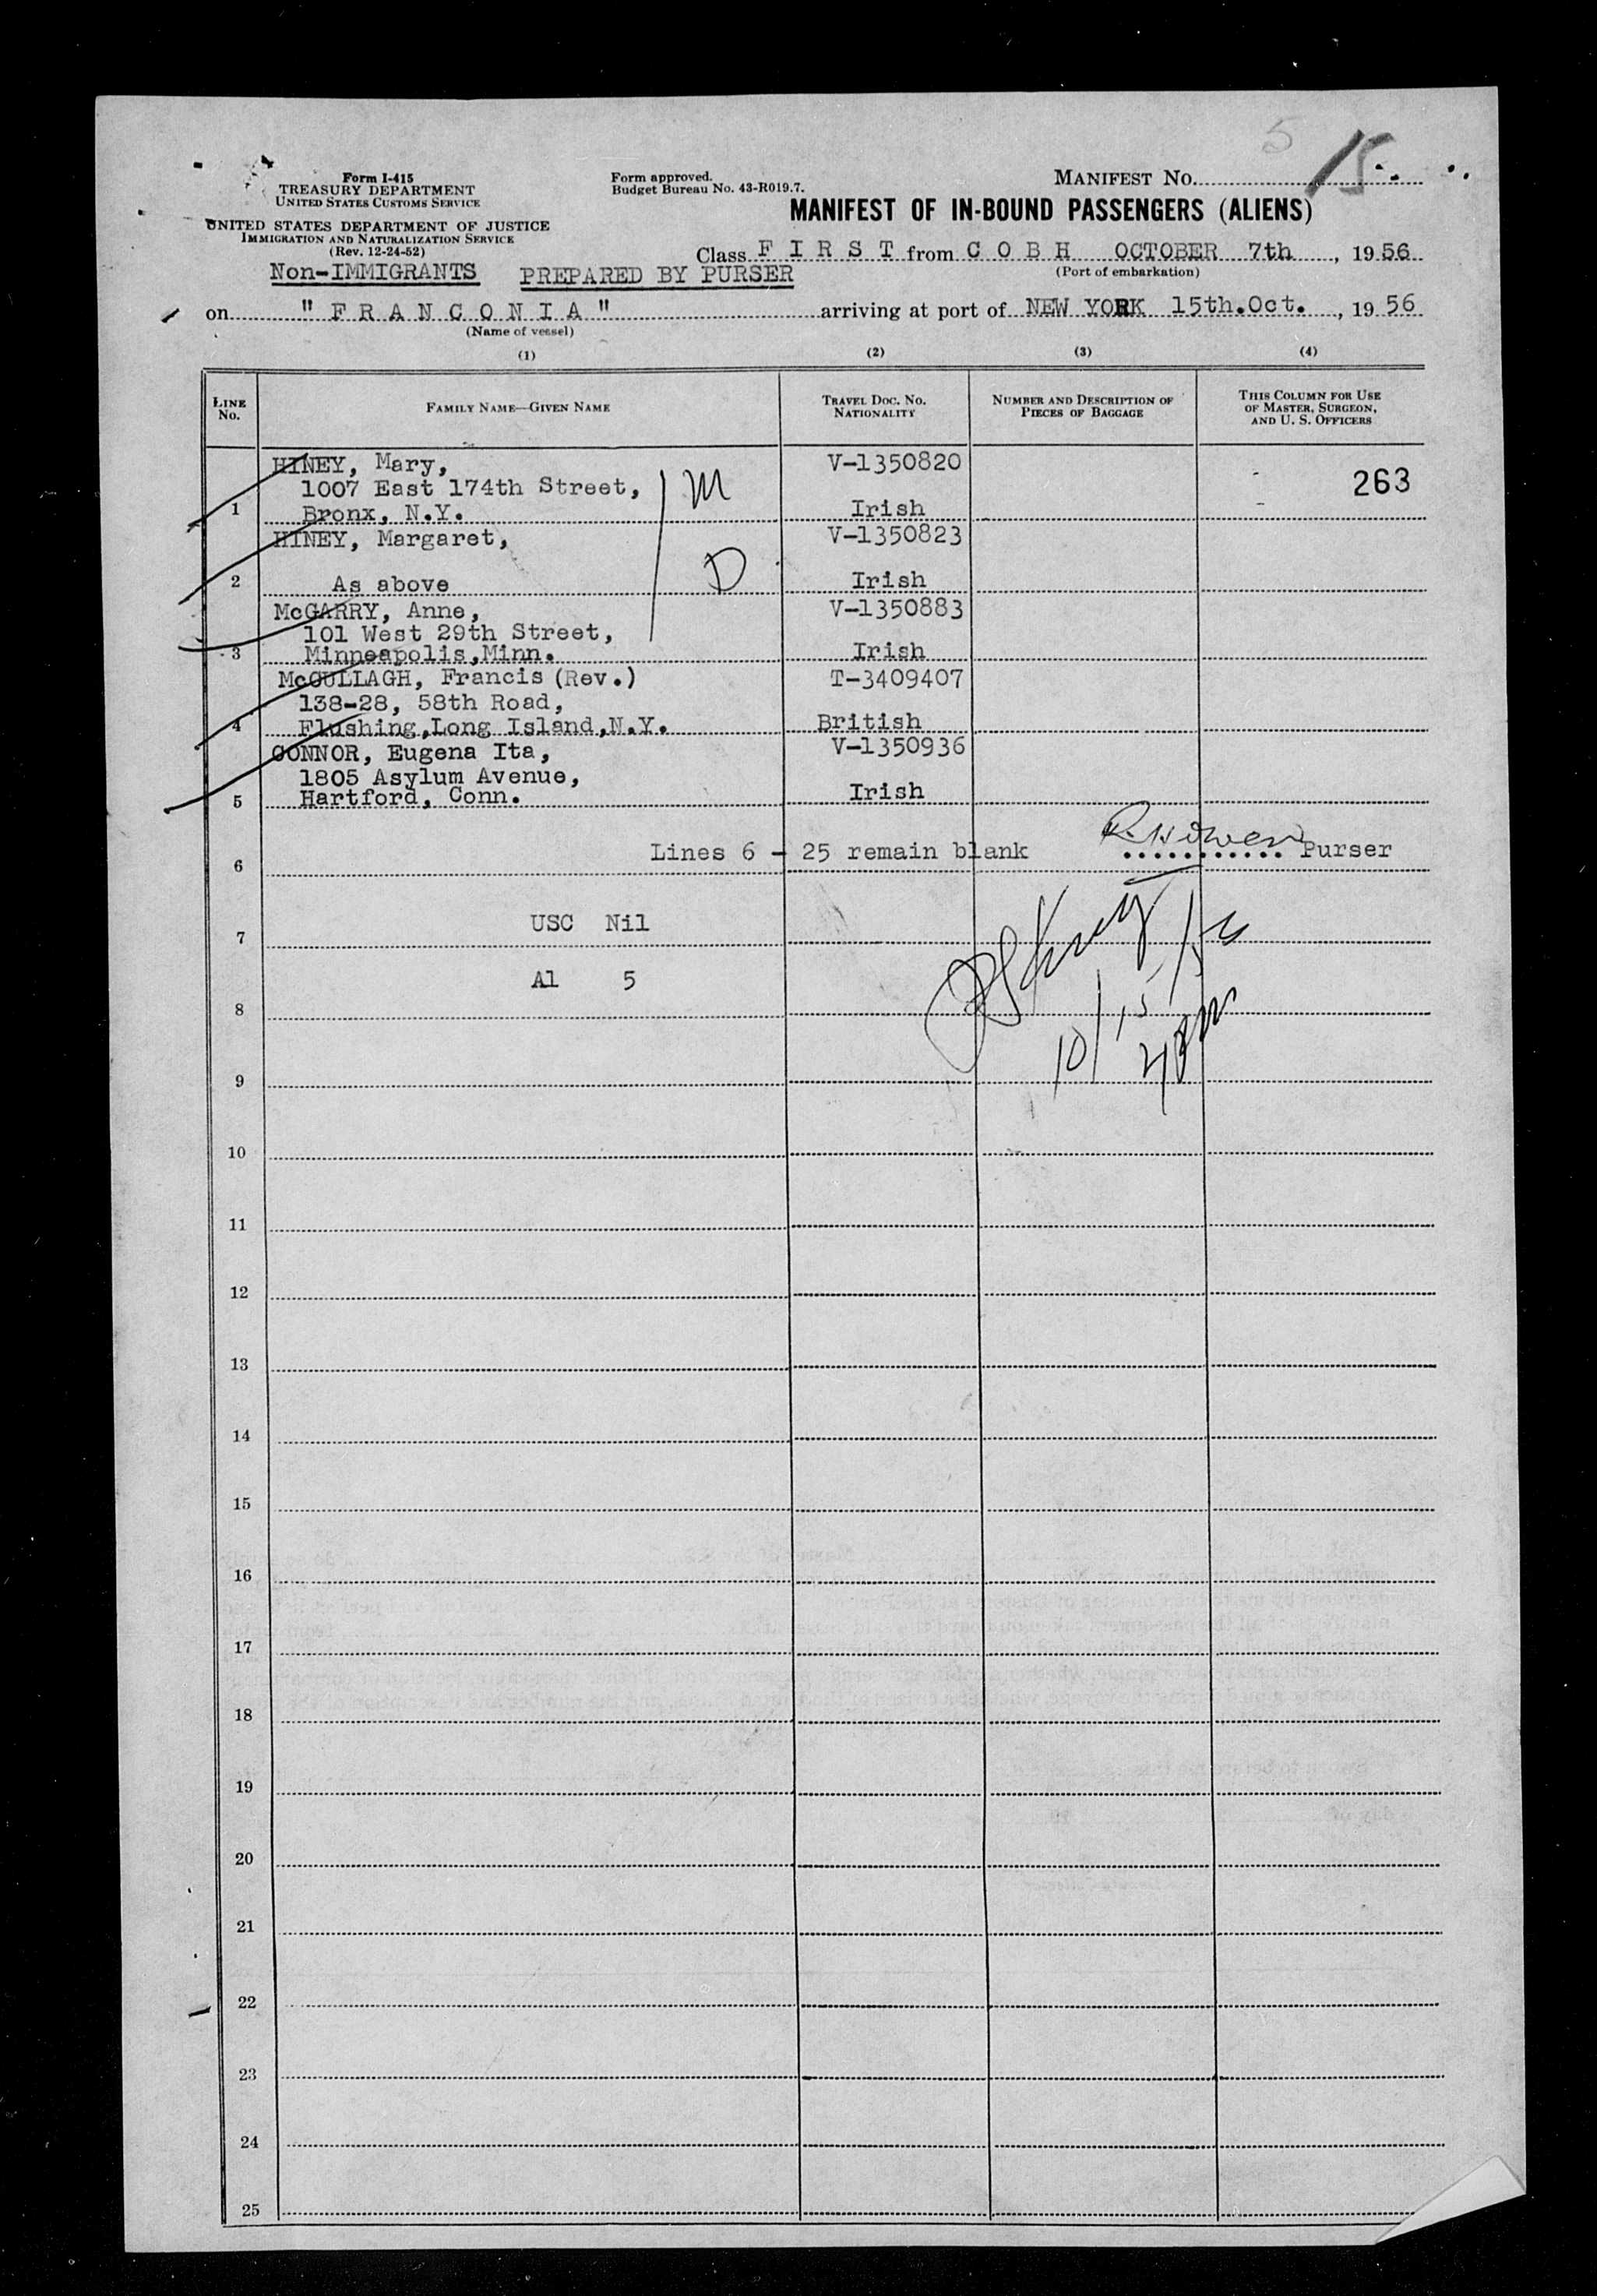 5 15
Form I-415
TREASURY DEPARTMENT
UNITED STATES CUSTOMS SERVICE
UNITED STATES DEPARTMENT OF JUSTICE
IMMIGRATION AND NATURALIZATION SERVICE
(Rev. 12-24-52)
Form approved.
Budget Bureau No. 43-R019.7.
MANIFEST NO.
MANIFEST OF IN-BOUND PASSENGERS (ALIENS)
Class F I R S T from C O B H OCTOBER 7th, 1956
(Port of embarkation)
Non-IMMIGRANTS PREPARED BY PURSER
on "F R A N C O N I A" arriving at port of NEW YORK 15th.Oct., 1956
(Name of vessel)
(1) (2) (3) (4)
LINE NO. FAMILY NAME—GIVEN NAME TRAVEL DOC. NO. NATIONALITY NUMBER AND DESCRIPTION OF PIECES OF BAGGAGE THIS COLUMN FOR USE OF MASTER, SURGEON, AND U. S. OFFICERS
HINEY, Mary, V-1350820
1007 East 174th Street, M 263
1 Bronx, N.Y. Irish
HINEY, Margaret, V-1350823
D
2 As above Irish
McGARRY, Anne, V-1350883
101 West 29th Street,
3 Minneapolis,Minn. Irish
McCULLAGH, Francis (Rev.) T-3409407
138-28, 58th Road,
4 Flushing,Long Island,N.Y. British
CONNOR, Eugena Ita, V-1350936
1805 Asylum Avenue,
5 Hartford, Conn. Irish
Lines 6 - 25 remain blank ........... Purser
6
USC Nil
7
Al 5
8
10/15/56
9
10
11
12
13
14
15
16
17
18
19
20
21
22
23
24
25